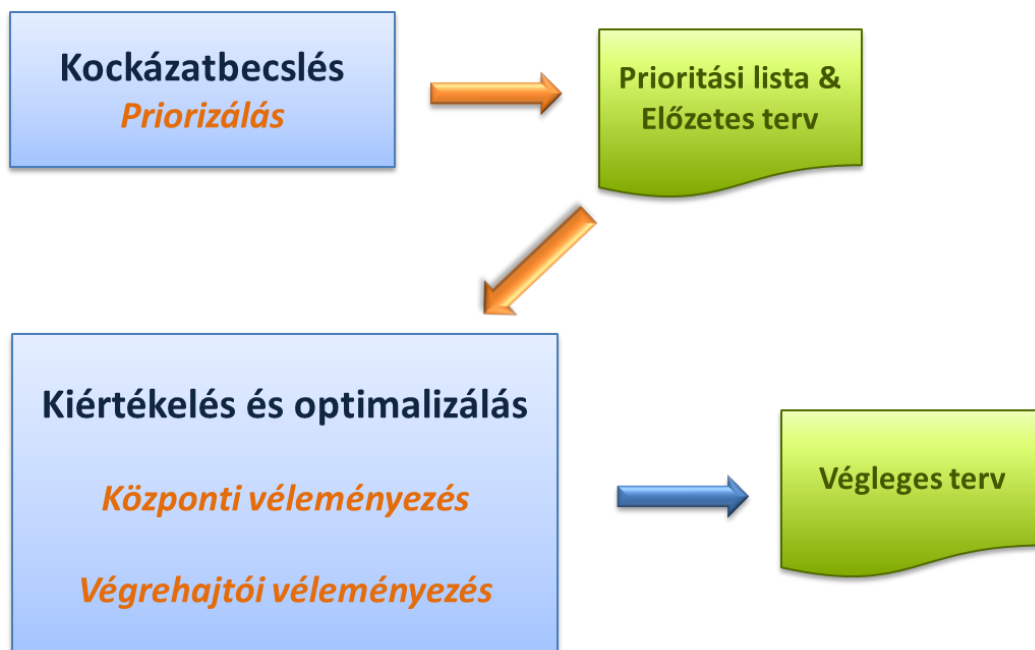 Kockázatbecslés
Priorizálás
Prioritási lista &
Előzetes terv
Kiértékelés és optimalizálás
Központi véleményezés
Végrehajtói véleményezés
Végleges terv